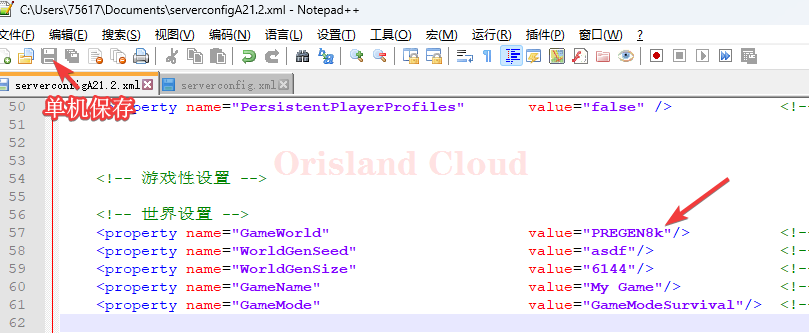 C:\Users\75617\Documents\serverconfigA21.2.xml - Notepad++
文件(F) 编辑(E) 搜索(S) 视图(V) 编码(N) 语言(L) 设置(T) 工具(O) 宏(M) 运行(R) 插件(P) 窗口(W) ?
serverconfigA21.2.xml serverconfig.xml
单机保存
50 property name="PersistentPlayerProfiles" value="false" /> <!--
51
52
53
Orisland Cloud
54 <!-- 游戏性设置 -->
55
56 <!-- 世界设置 -->
57 <property name="GameWorld" value="PREGEN8k"/> <!--
58 <property name="WorldGenSeed" value="asdf"/> <!--
59 <property name="WorldGenSize" value="6144"/> <!--
60 <property name="GameName" value="My Game"/> <!--
61 <property name="GameMode" value="GameModeSurvival"/> <!--
62